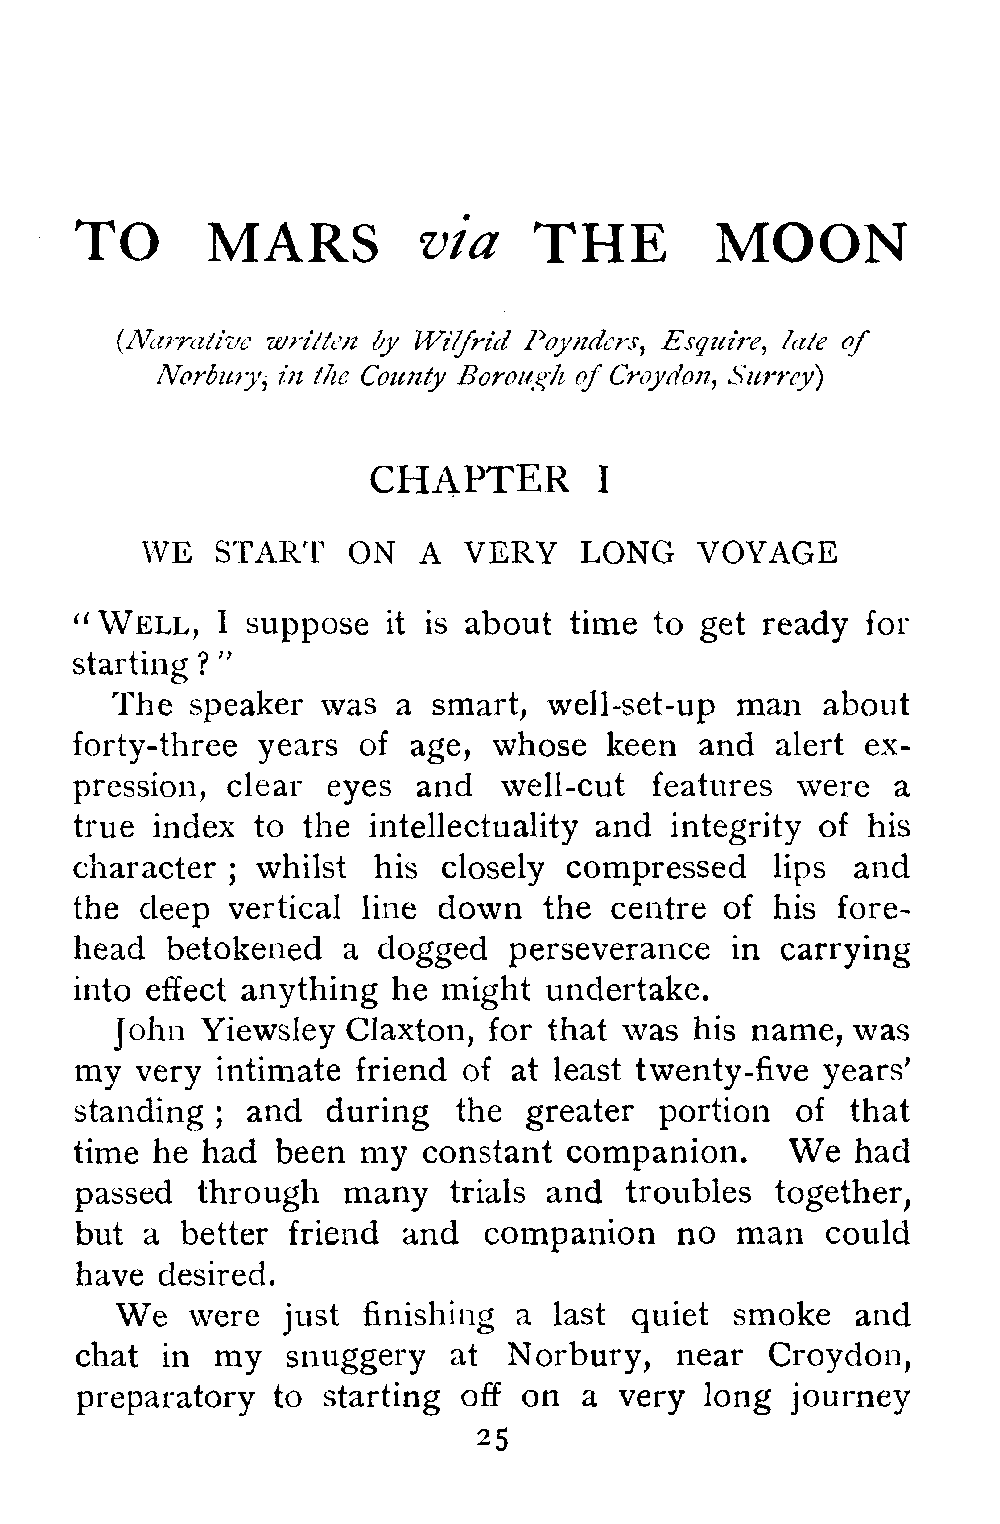 TO MARS via THE MOON
(Narrative written by Wilfrid Poynders, Esquire, late of
Norbury, in the County Borough of Croydon, Surrey)
CHAPTER I
WE START ON A VERY LONG VOYAGE
“WELL, I suppose it is about time to get ready for
starting?”
The speaker was a smart, well-set-up man about
forty-three years of age, whose keen and alert ex-
pression, clear eyes and well-cut features were a
true index to the intellectuality and integrity of his
character; whilst his closely compressed lips and
the deep vertical line down the centre of his fore-
head betokened a dogged perseverance in carrying
into effect anything he might undertake.
John Yiewsley Claxton, for that was his name, was
my very intimate friend of at least twenty-five years’
standing; and during the greater portion of that
time he had been my constant companion. We had
passed through many trials and troubles together,
but a better friend and companion no man could
have desired.
We were just finishing a last quiet smoke and
chat in my snuggery at Norbury, near Croydon,
preparatory to starting off on a very long journey
25